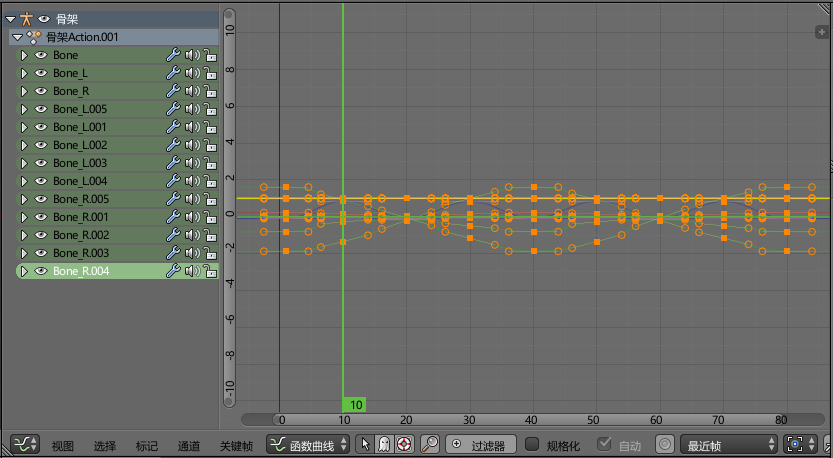 骨架
骨架Action.001
Bone
Bone_L
Bone_R
Bone_L.005
Bone_L.001
Bone_L.002
Bone_L.003
Bone_L.004
Bone_R.005
Bone_R.001
Bone_R.002
Bone_R.003
Bone_R.004
10
8
6
4
2
0
-2
-4
-6
-8
-10
10
0 10 20 30 40 50 60 70 80
视图 选择 标记 通道 关键帧 函数曲线 过滤器 规格化 自动 最近帧